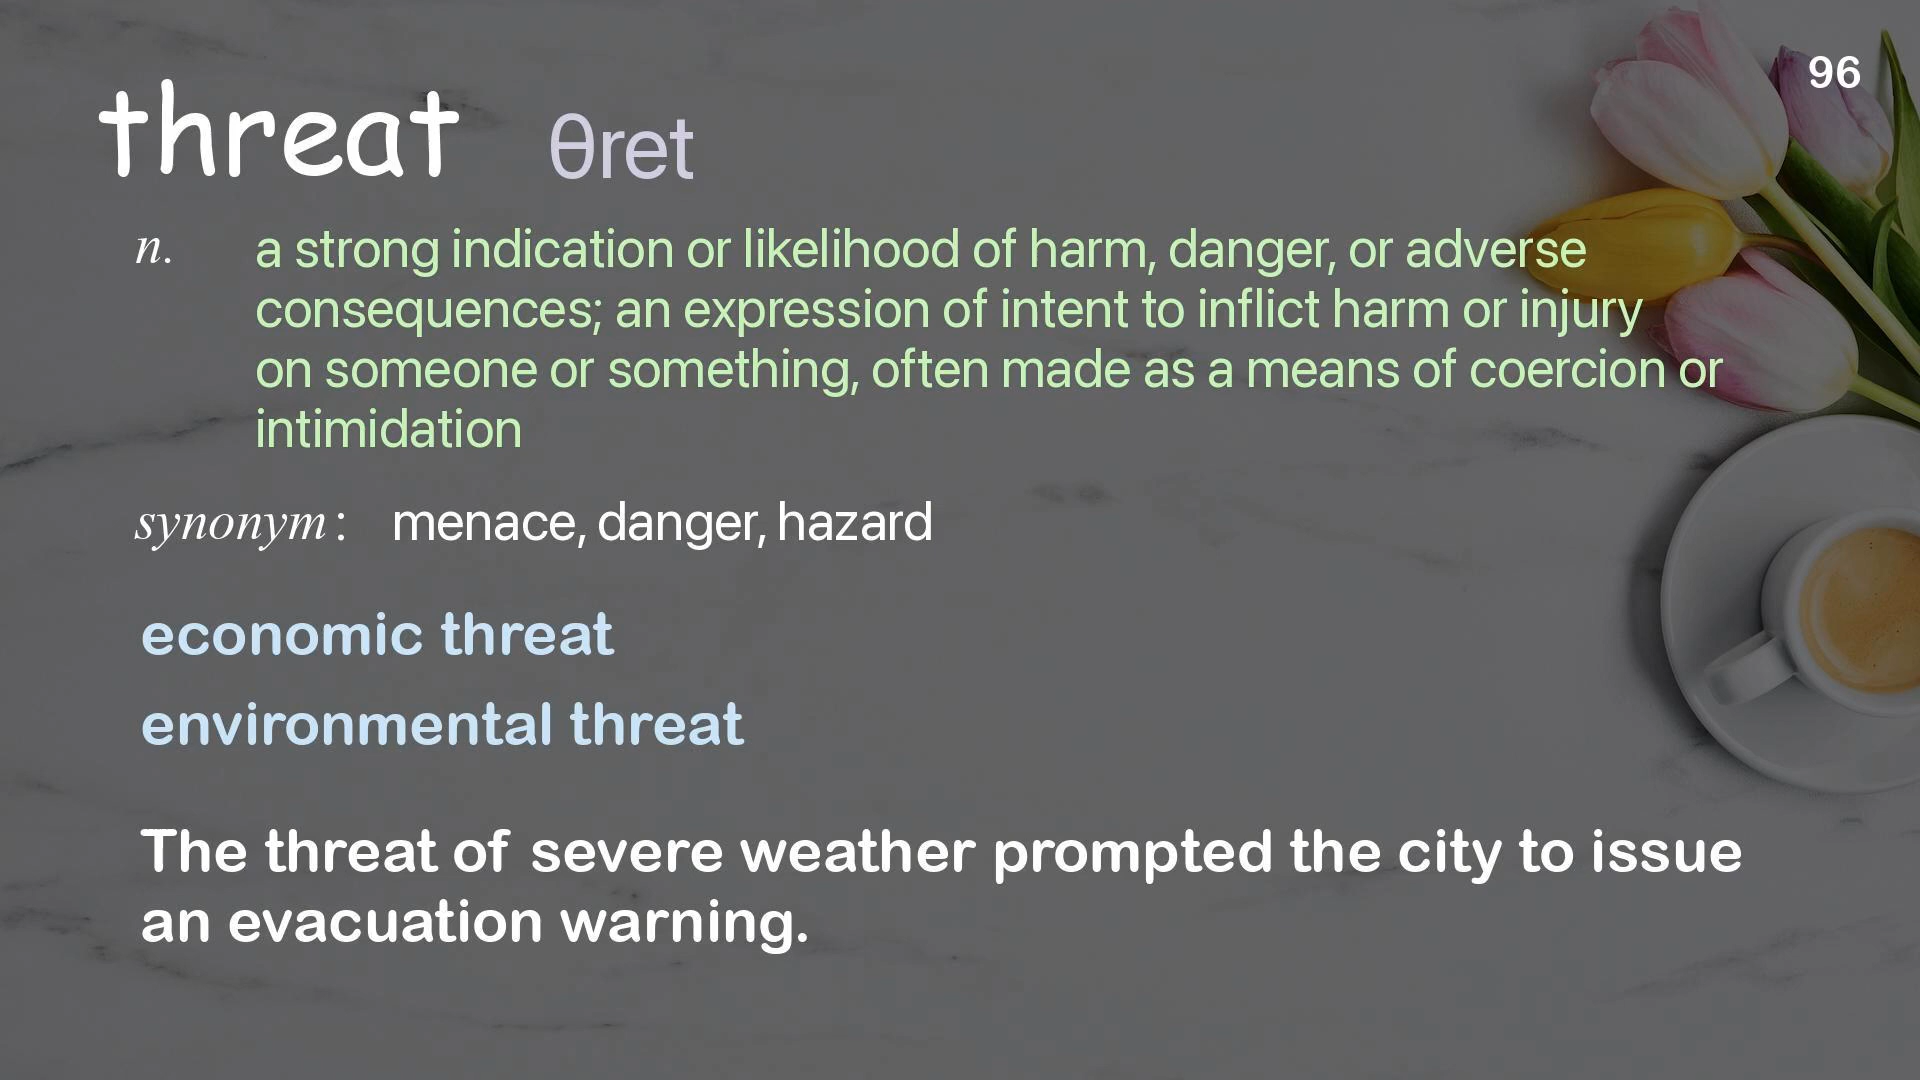 96
threat θret
n. a strong indication or likelihood of harm, danger, or adverse
consequences; an expression of intent to inflict harm or injury
on someone or something, often made as a means of coercion or
intimidation
synonym: menace, danger, hazard
economic threat
environmental threat
The threat of severe weather prompted the city to issue
an evacuation warning.